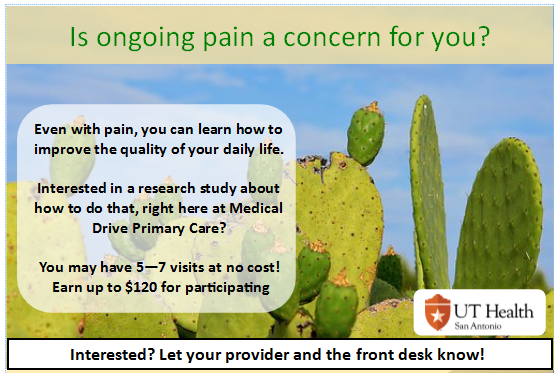 Is ongoing pain a concern for you?
Even with pain, you can learn how to
improve the quality of your daily life.
Interested in a research study about
how to do that, right here at Medical
Drive Primary Care?
You may have 5—7 visits at no cost!
Earn up to $120 for participating
UT Health
San Antonio
Interested? Let your provider and the front desk know!